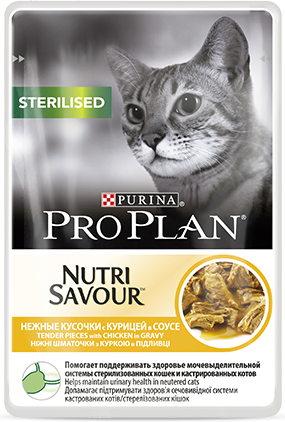 STERILISED
PURINA®
PRO PLAN®
NUTRI
SAVOUR™
НЕЖНЫЕ КУСОЧКИ С КУРИЦЕЙ В СОУСЕ
TENDER PIECES WITH CHICKEN IN GRAVY
НІЖНІ ШМАТОЧКИ З КУРКОЮ В ПІДЛИВЦІ
Помогает поддерживать здоровье мочевыделительной
системы стерилизованных кошек и кастрированных котов
Helps maintain urinary health in neutered cats
Допомагає підтримувати здоров'я сечовивідної системи
кастрованих котів/стерилізованих кішок